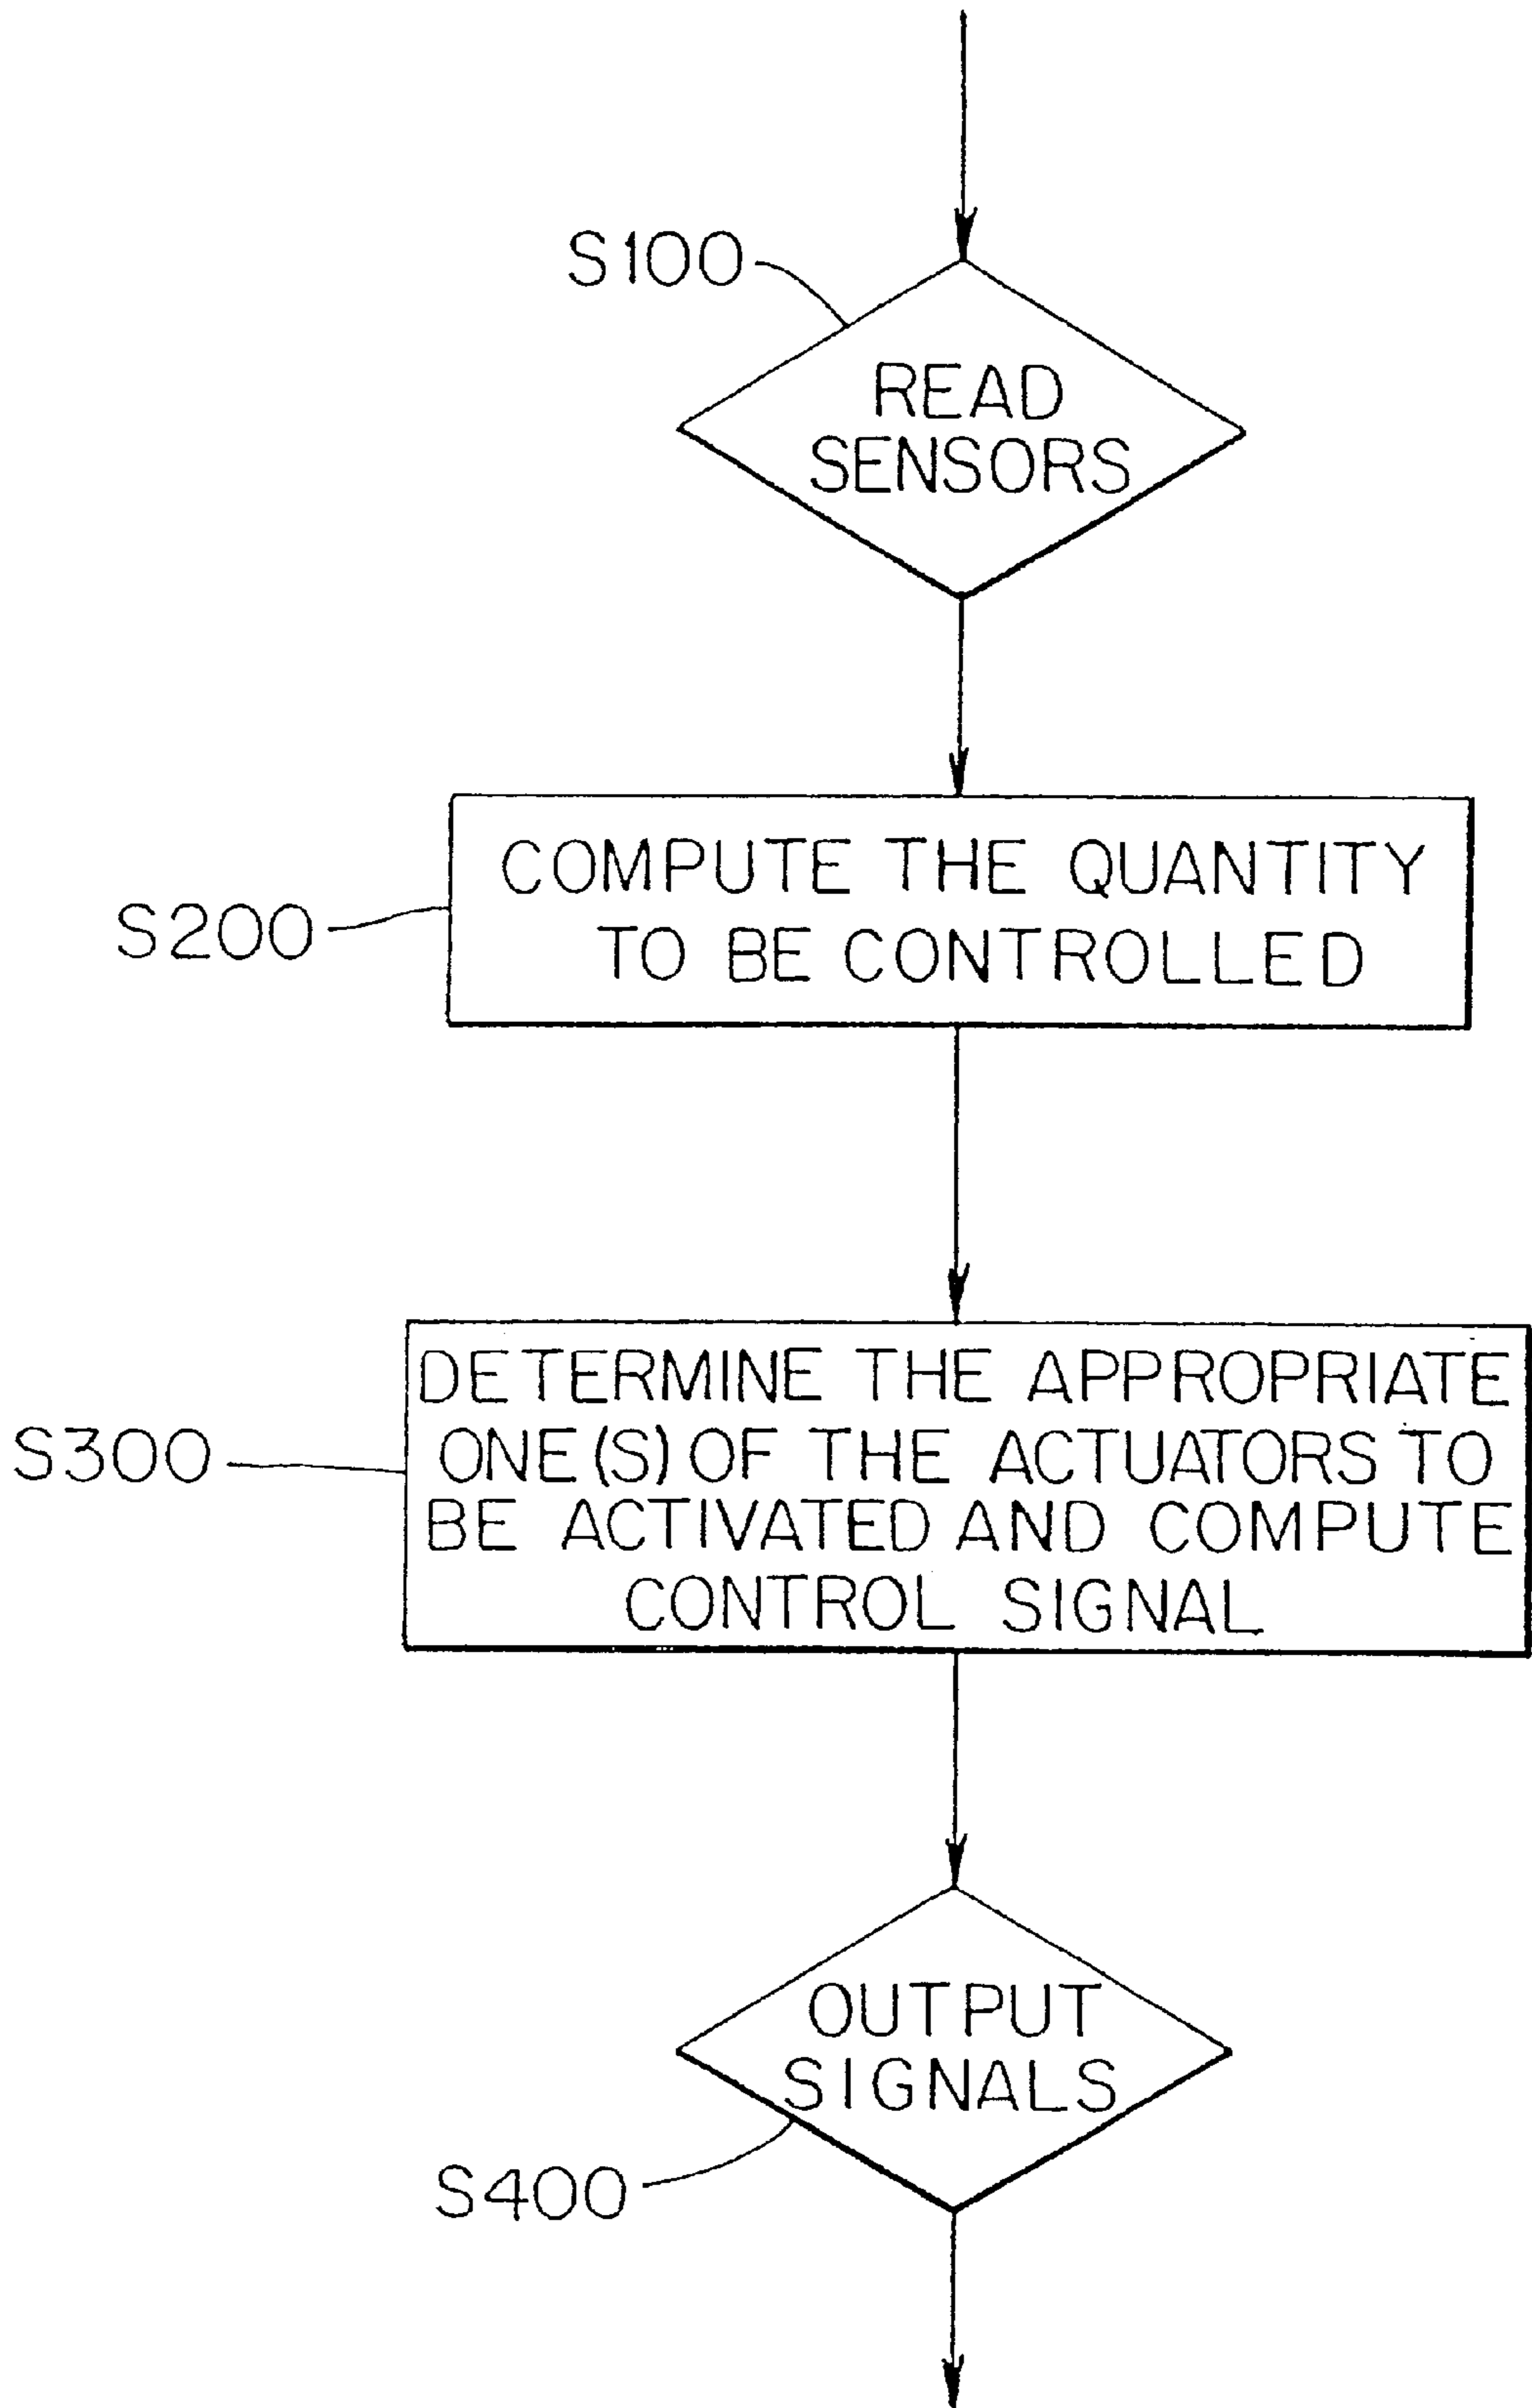 S100
READ
SENSORS
COMPUTE THE QUANTITY
TO BE CONTROLLED
S200
DETERMINE THE APPROPRIATE
ONE(S) OF THE ACTUATORS TO
BE ACTIVATED AND COMPUTE
CONTROL SIGNAL
S300
OUTPUT
SIGNALS
S400